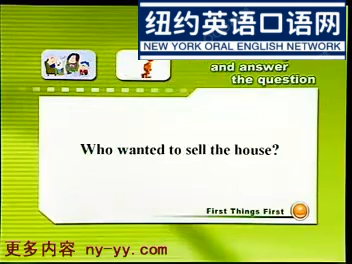 纽约英语口语网
NEW YORK ORAL ENGLISH NETWORK
and answer
the question
Who wanted to sell the house?
First Things First
更多内容 ny-yy.com